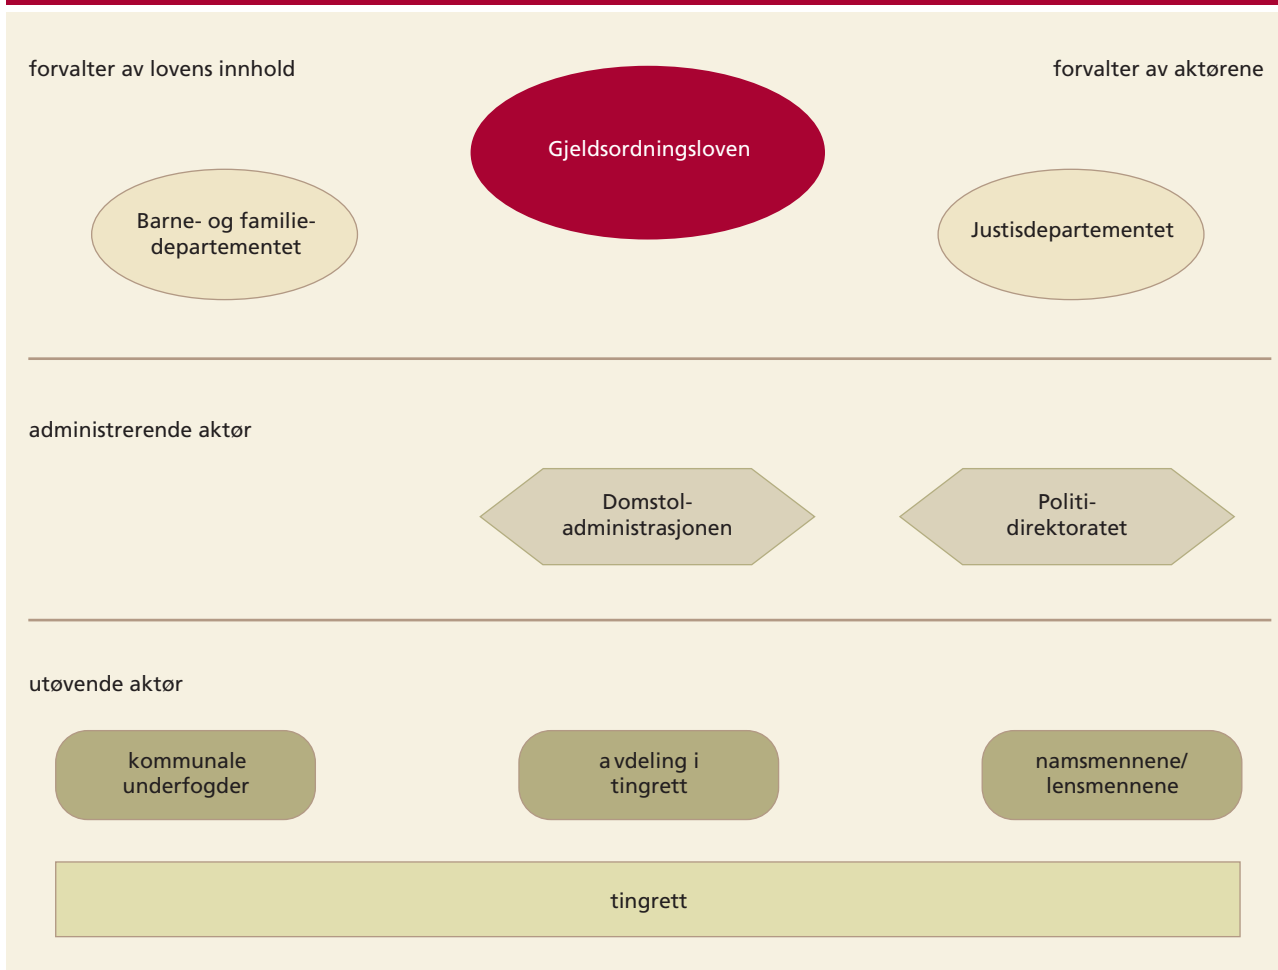 forvalter av lovens innhold
forvalter av aktørene
Gjeldsordningsloven
Barne- og familie-
departementet
Justisdepartementet
administrerende aktør
Domstol-
administrasjonen
Politi-
direktoratet
utøvende aktør
kommunale
underfogder
avdeling i
tingrett
namsmennene/
lensmennene
tingrett